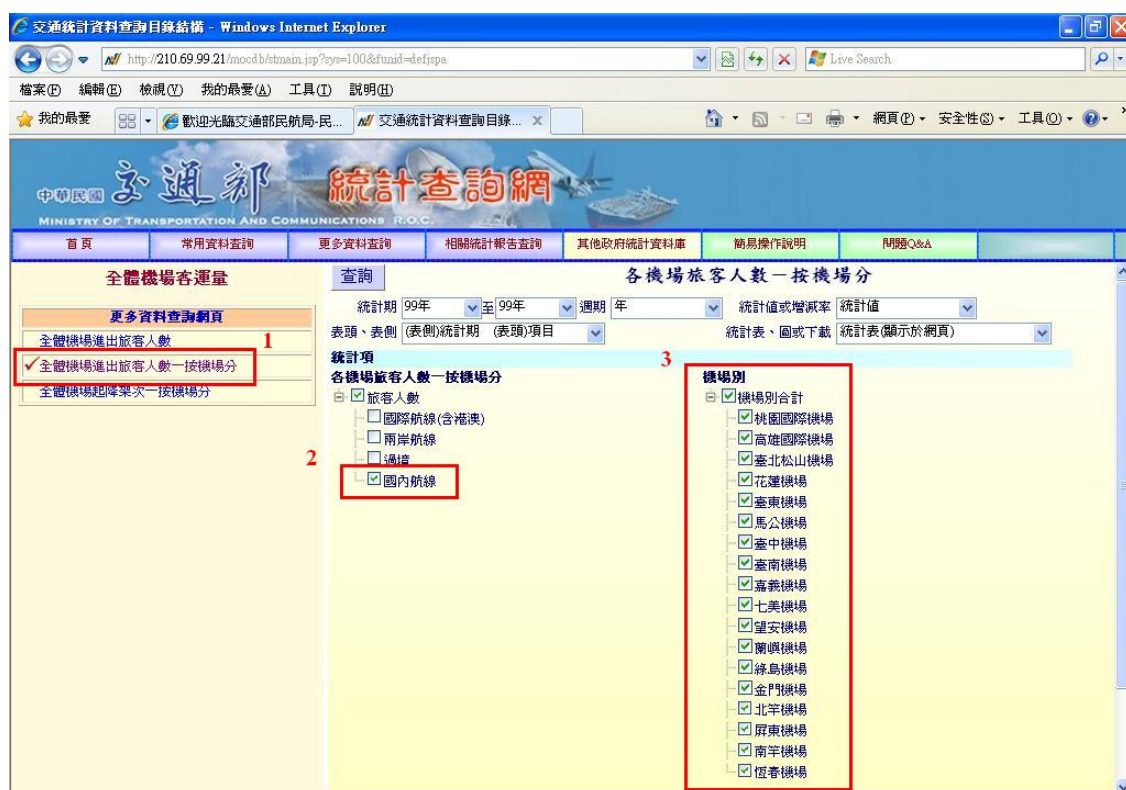 交通統計資料查詢目錄結構 - Windows Internet Explorer
http://210.69.99.21/mocdb/stmain.jsp?sys=100&funid=defjspa
Live Search
檔案(F) 編輯(E) 檢視(V) 我的最愛(A) 工具(T) 說明(H)
我的最愛 歡迎光臨交通部民航局-民... 交通統計資料查詢目錄... 網頁(P) 安全性(S) 工具(O)
中華民國 交通部 統計查詢網
MINISTRY OF TRANSPORTATION AND COMMUNICATIONS R.O.C.
首頁 常用資料查詢 更多資料查詢 相關統計報告查詢 其他政府統計資料庫 簡易操作說明 問題Q&A
全體機場客運量
更多資料查詢網頁
全體機場進出旅客人數
1
全體機場進出旅客人數一按機場分
全體機場起降架次一按機場分
查詢 各機場旅客人數一按機場分
統計期 99年 至 99年 週期 年 統計值或增減率 統計值
表頭、表側 (表側)統計期 (表頭)項目 統計表、圖或下載 統計表(顯示於網頁)
統計項
各機場旅客人數一按機場分
旅客人數
國際航線(含港澳)
兩岸航線
過境
2
國內航線
3
機場別
機場別合計
桃園國際機場
高雄國際機場
臺北松山機場
花蓮機場
臺東機場
馬公機場
臺中機場
臺南機場
嘉義機場
七美機場
望安機場
蘭嶼機場
綠島機場
金門機場
北竿機場
屏東機場
南竿機場
恆春機場